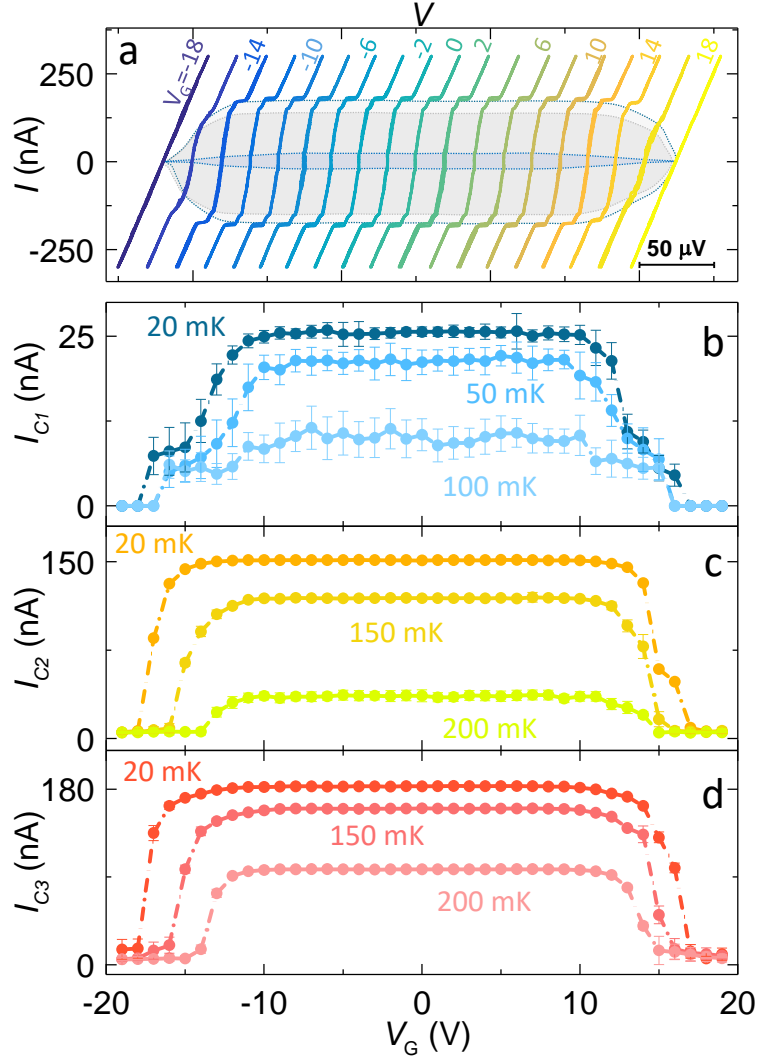 V
a
V_G=-18
-14
-10
-6
-2
0
2
6
10
14
18
250
0
-250
I (nA)
50 µV
b
20 mK
50 mK
100 mK
25
0
I_C1 (nA)
c
20 mK
150 mK
200 mK
150
0
I_C2 (nA)
d
20 mK
150 mK
200 mK
180
0
I_C3 (nA)
-20 -10 0 10 20
V_G (V)